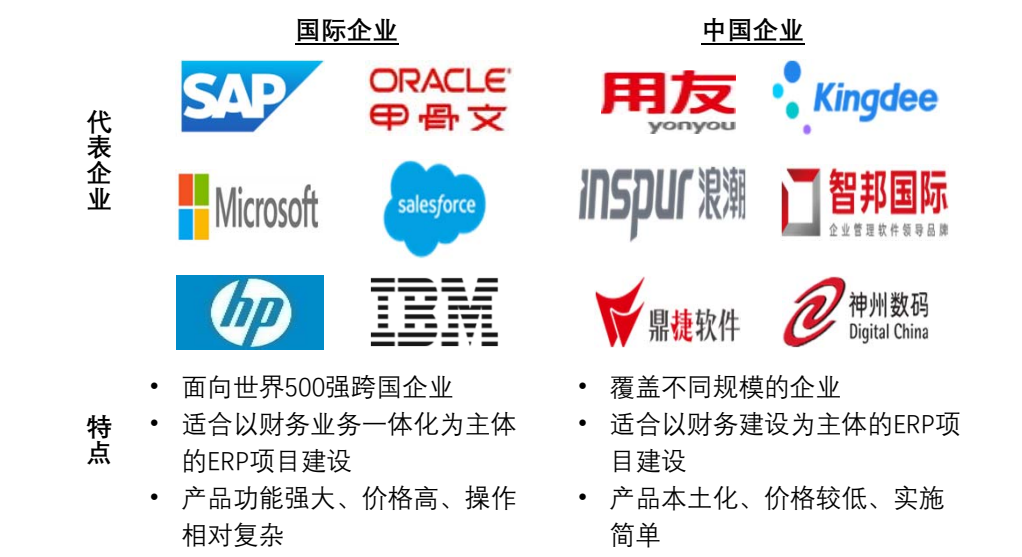 国际企业
中国企业
代表企业
SAP
ORACLE
甲骨文
用友
yonyou
Kingdee
Microsoft
salesforce
inspur 浪潮
智邦国际
企业管理软件领导品牌
hp
IBM
鼎捷软件
神州数码
Digital China
特点
• 面向世界500强跨国企业
• 适合以财务业务一体化为主体
的ERP项目建设
• 产品功能强大、价格高、操作
相对复杂
• 覆盖不同规模的企业
• 适合以财务建设为主体的ERP项
目建设
• 产品本土化、价格较低、实施
简单